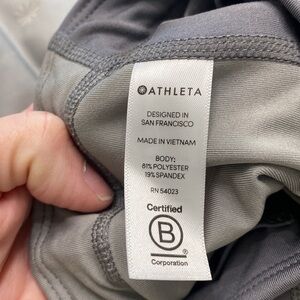 ATHLETA
DESIGNED IN
SAN FRANCISCO
MADE IN VIETNAM
BODY:
81% POLYESTER
19% SPANDEX
RN 54023
Certified
B
Corporation